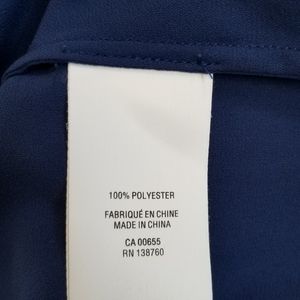 100% POLYESTER
FABRIQUÉ EN CHINE
MADE IN CHINA
CA 00655
RN 138760